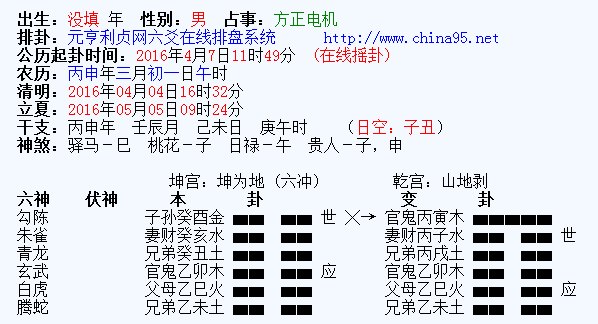 出生：没填 年　性别：男　占事：方正电机
排卦：元亨利贞网六爻在线排盘系统　　http://www.china95.net
公历起卦时间：2016年4月7日11时49分 （在线摇卦）
农历：丙申年三月初一日午时
清明：2016年04月04日16时32分
立夏：2016年05月05日09时24分
干支：丙申年　壬辰月　己未日　庚午时　　（日空：子丑）
神煞：驿马－巳　桃花－子　日禄－午　贵人－子，申
坤宫：坤为地（六冲）　　乾宫：山地剥
六神　伏神　本　卦　变　卦
勾陈　子孙癸酉金　世　╳→　官鬼丙寅木
朱雀　妻财癸亥水　妻财丙子水　世
青龙　兄弟癸丑土　兄弟丙戌土
玄武　官鬼乙卯木　应　官鬼乙卯木
白虎　父母乙巳火　父母乙巳火　应
腾蛇　兄弟乙未土　兄弟乙未土